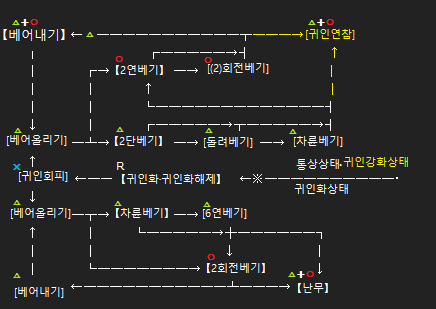 △+○ △+○
【베어내기】 △ [귀인연참]
○ ○
【2연베기】 [(2)회전베기]
△ △ △ △
[베어올리기] 【2단베기】 [돌려베기] [차륜베기]
× R 통상상태·귀인강화상태
[귀인회피] 【귀인화·귀인화해제】 ※
귀인화상태
△ △ △
[베어올리기] 【차륜베기】 [6연베기]
○
【2회전베기】
△ △+○
[베어내기] 【난무】